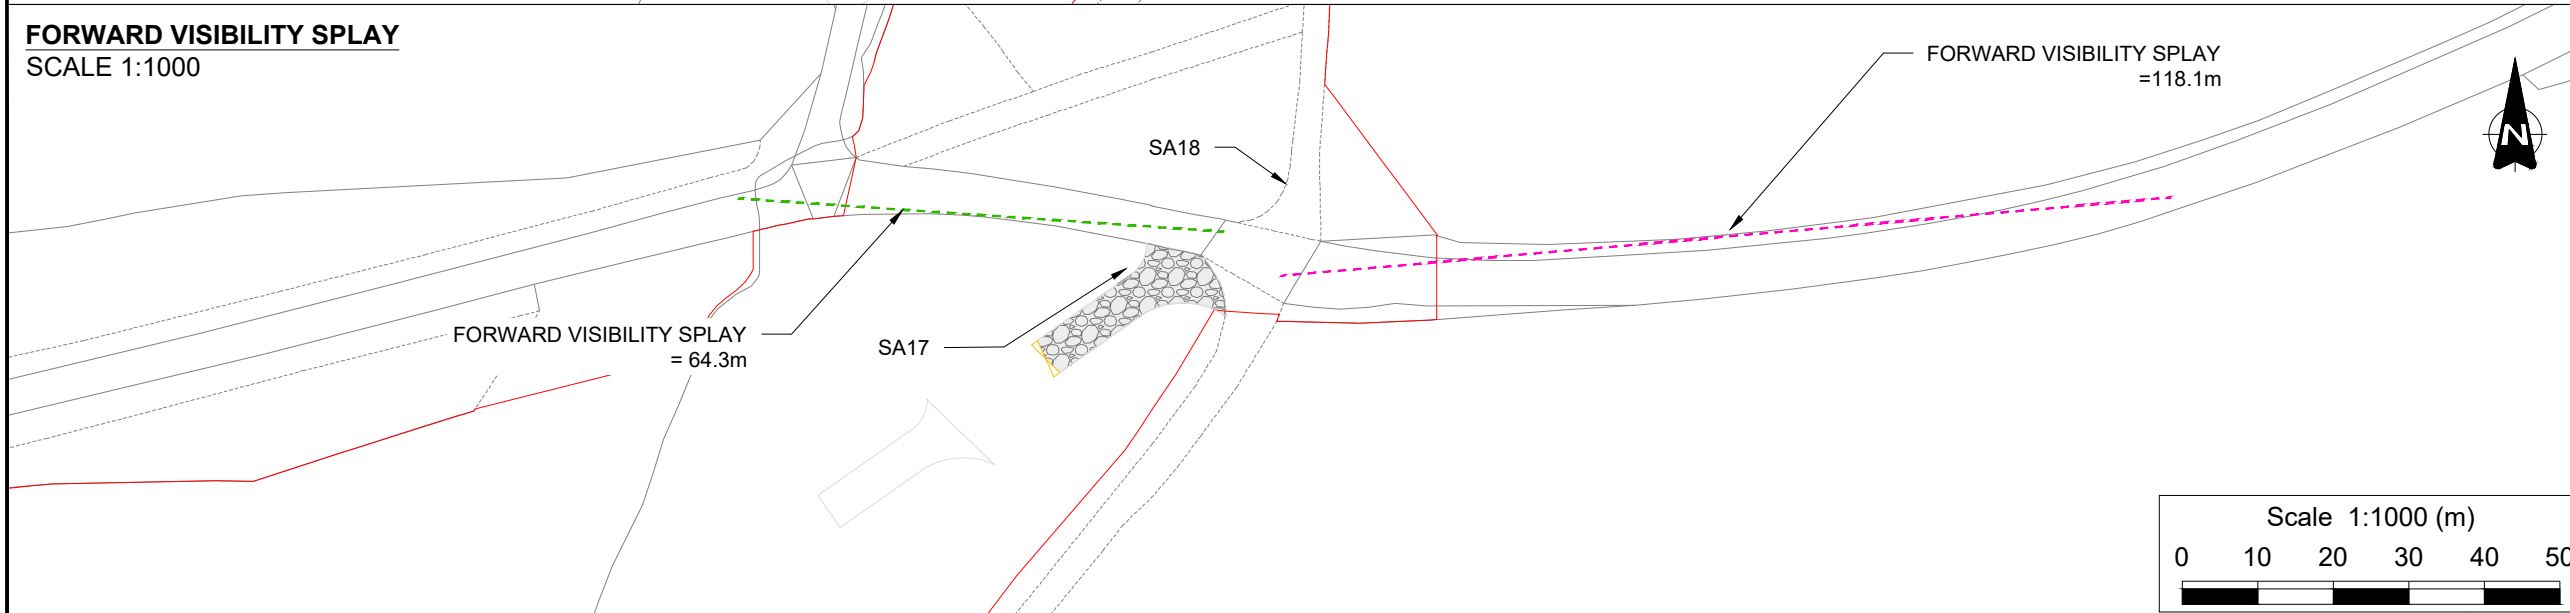 FORWARD VISIBILITY SPLAY
SCALE 1:1000
FORWARD VISIBILITY SPLAY
=118.1m
SA18
N
FORWARD VISIBILITY SPLAY
= 64.3m
SA17
Scale 1:1000 (m)
0 10 20 30 40 50